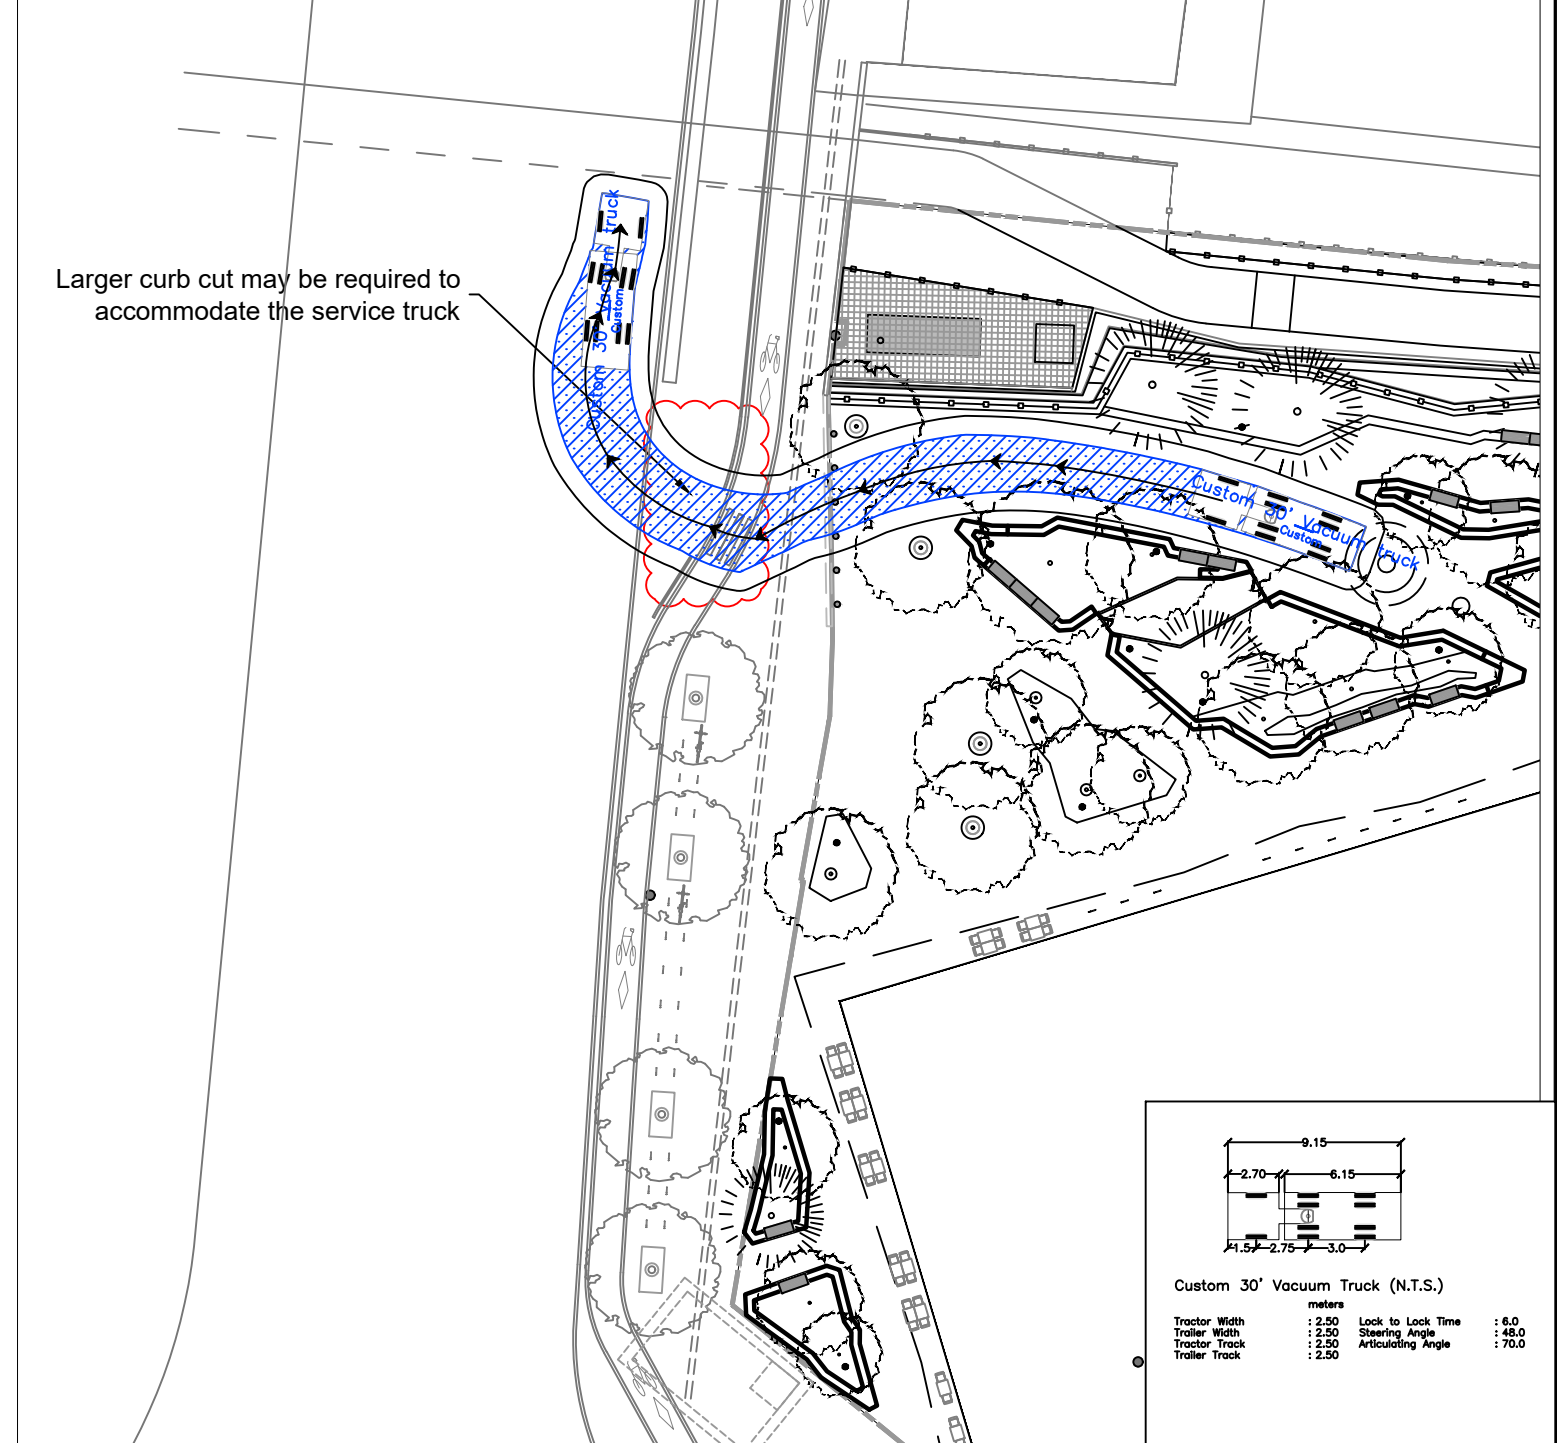 Larger curb cut may be required to
accommodate the service truck
Custom 30' Vacuum truck
Custom
Custom 30' Vacuum truck
Custom
9.15
2.70
6.15
1.5
2.75
3.0
Custom 30' Vacuum Truck (N.T.S.)
meters
Tractor Width : 2.50 Lock to Lock Time : 6.0
Trailer Width : 2.50 Steering Angle : 48.0
Tractor Track : 2.50 Articulating Angle : 70.0
Trailer Track : 2.50